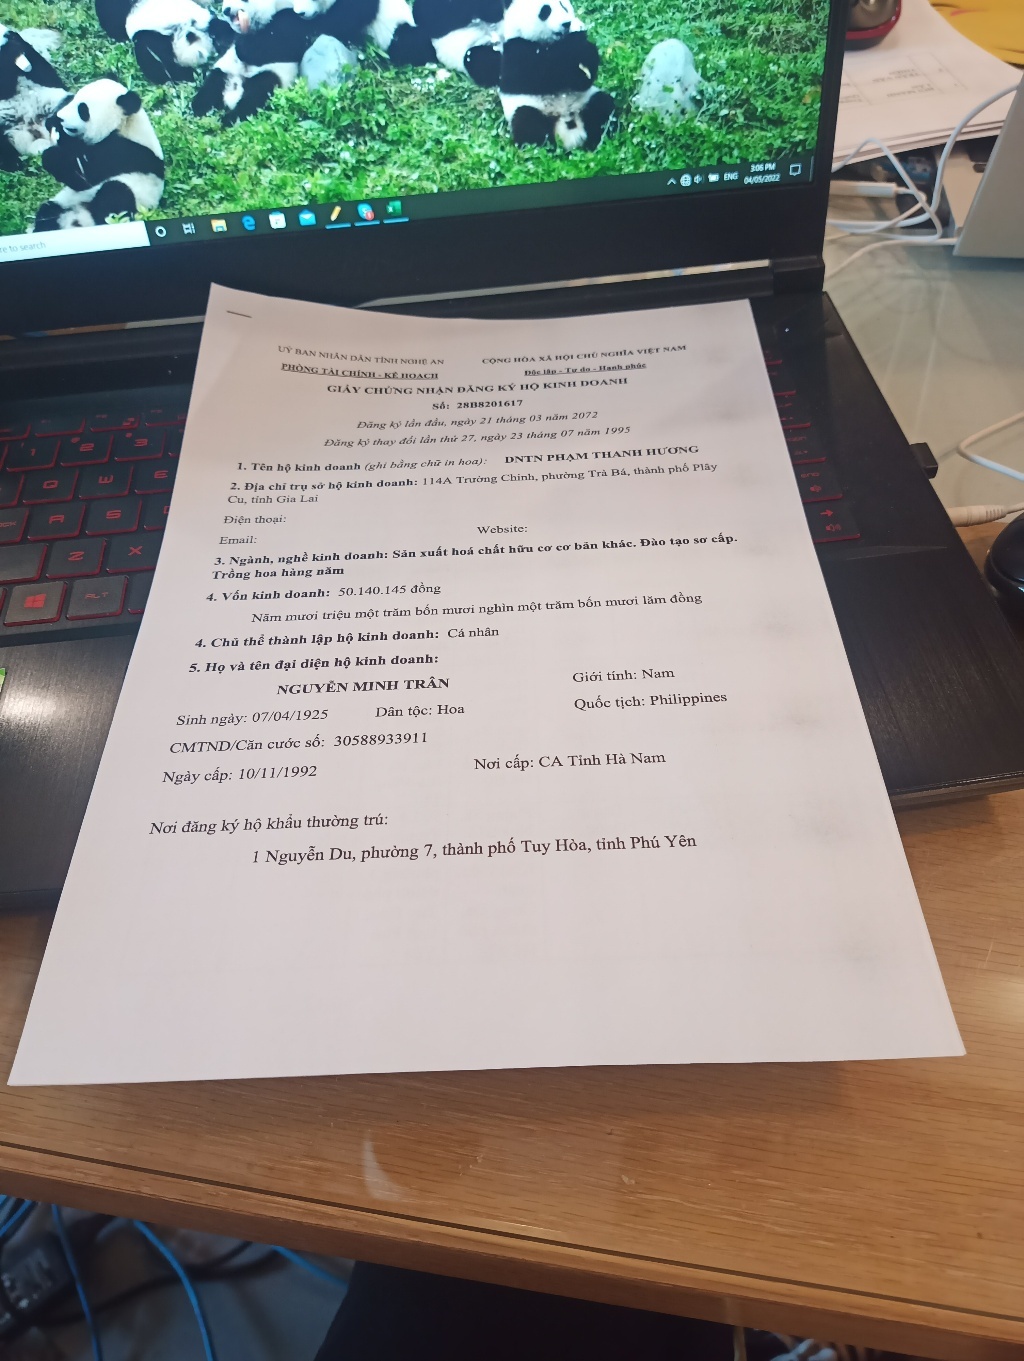 re to search
ENG
3:06 PM
04/05/2022
UỶ BAN NHÂN DÂN TỈNH NGHỆ AN
CỘNG HÒA XÃ HỘI CHỦ NGHĨA VIỆT NAM
PHÒNG TÀI CHÍNH - KẾ HOẠCH
Độc lập - Tự do - Hạnh phúc
GIẤY CHỨNG NHẬN ĐĂNG KÝ HỘ KINH DOANH
Số: 28B8201617
Đăng ký lần đầu, ngày 21 tháng 03 năm 2072
Đăng ký thay đổi lần thứ 27, ngày 23 tháng 07 năm 1995
1. Tên hộ kinh doanh (ghi bằng chữ in hoa): DNTN PHẠM THANH HƯƠNG
2. Địa chỉ trụ sở hộ kinh doanh: 114A Trường Chinh, phường Trà Bá, thành phố Plây
Cu, tỉnh Gia Lai
Điện thoại:
Email:
Website:
3. Ngành, nghề kinh doanh: Sản xuất hoá chất hữu cơ cơ bản khác. Đào tạo sơ cấp.
Trồng hoa hàng năm
4. Vốn kinh doanh: 50.140.145 đồng
Năm mươi triệu một trăm bốn mươi nghìn một trăm bốn mươi lăm đồng
4. Chủ thể thành lập hộ kinh doanh: Cá nhân
5. Họ và tên đại diện hộ kinh doanh:
NGUYỄN MINH TRÂN
Giới tính: Nam
Sinh ngày: 07/04/1925
Dân tộc: Hoa
Quốc tịch: Philippines
CMTND/Căn cước số: 30588933911
Ngày cấp: 10/11/1992
Nơi cấp: CA Tỉnh Hà Nam
Nơi đăng ký hộ khẩu thường trú:
1 Nguyễn Du, phường 7, thành phố Tuy Hòa, tỉnh Phú Yên